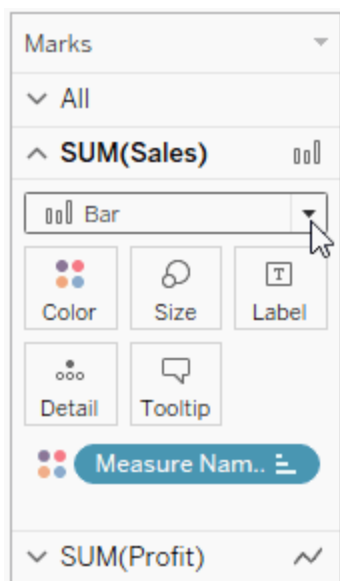 Marks
All
SUM(Sales)
Bar
Color Size T Label
Detail Tooltip
Measure Nam..
SUM(Profit)